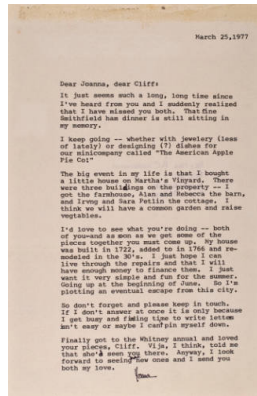 March 25,1977
Dear Joanna, dear Cliff:
It just seems such a long, long time since
I've heard from you and I suddenly realized
that I have missed you both. That fine
Smithfield ham dinner is still sitting in
my memory.
I keep going -- whether with jewelery (less
of lately) or designing (?) dishes for
our minicompany called "The American Apple
Pie Co!"
The big event in my life is that I bought
a little house on Martha's Vinyard. There
were three buildings on the property -- I
got the farmhouse, Alan and Rebecca the barn,
and Irvng and Sara Petlin the cottage. I
think we will have a common garden and raise
vegtables.
I'd love to see what you're doing -- both
of you-and as soon as we get some of the
pieces together you must come up. My house
was built in 1722, added to in 1766 and re-
modeled in the 30's. I just hope I can
live through the repairs and that I will
have enough money to finance them. I just
want it very simple and fun for the summer.
Going up at the beginning of June. So I'm
plotting an eventual escape from this city.
So don't forget and please keep in touch.
If I don't answer at once it is only because
I get busy and finding time to write letters
isn't easy or maybe I can't pin myself down.
Finally got to the Whitney annual and loved
your pieces, Cliff. Vija, I think, told me
that she'd seen you there. Anyway, I look
forward to seeing new ones and I send you
both my love.